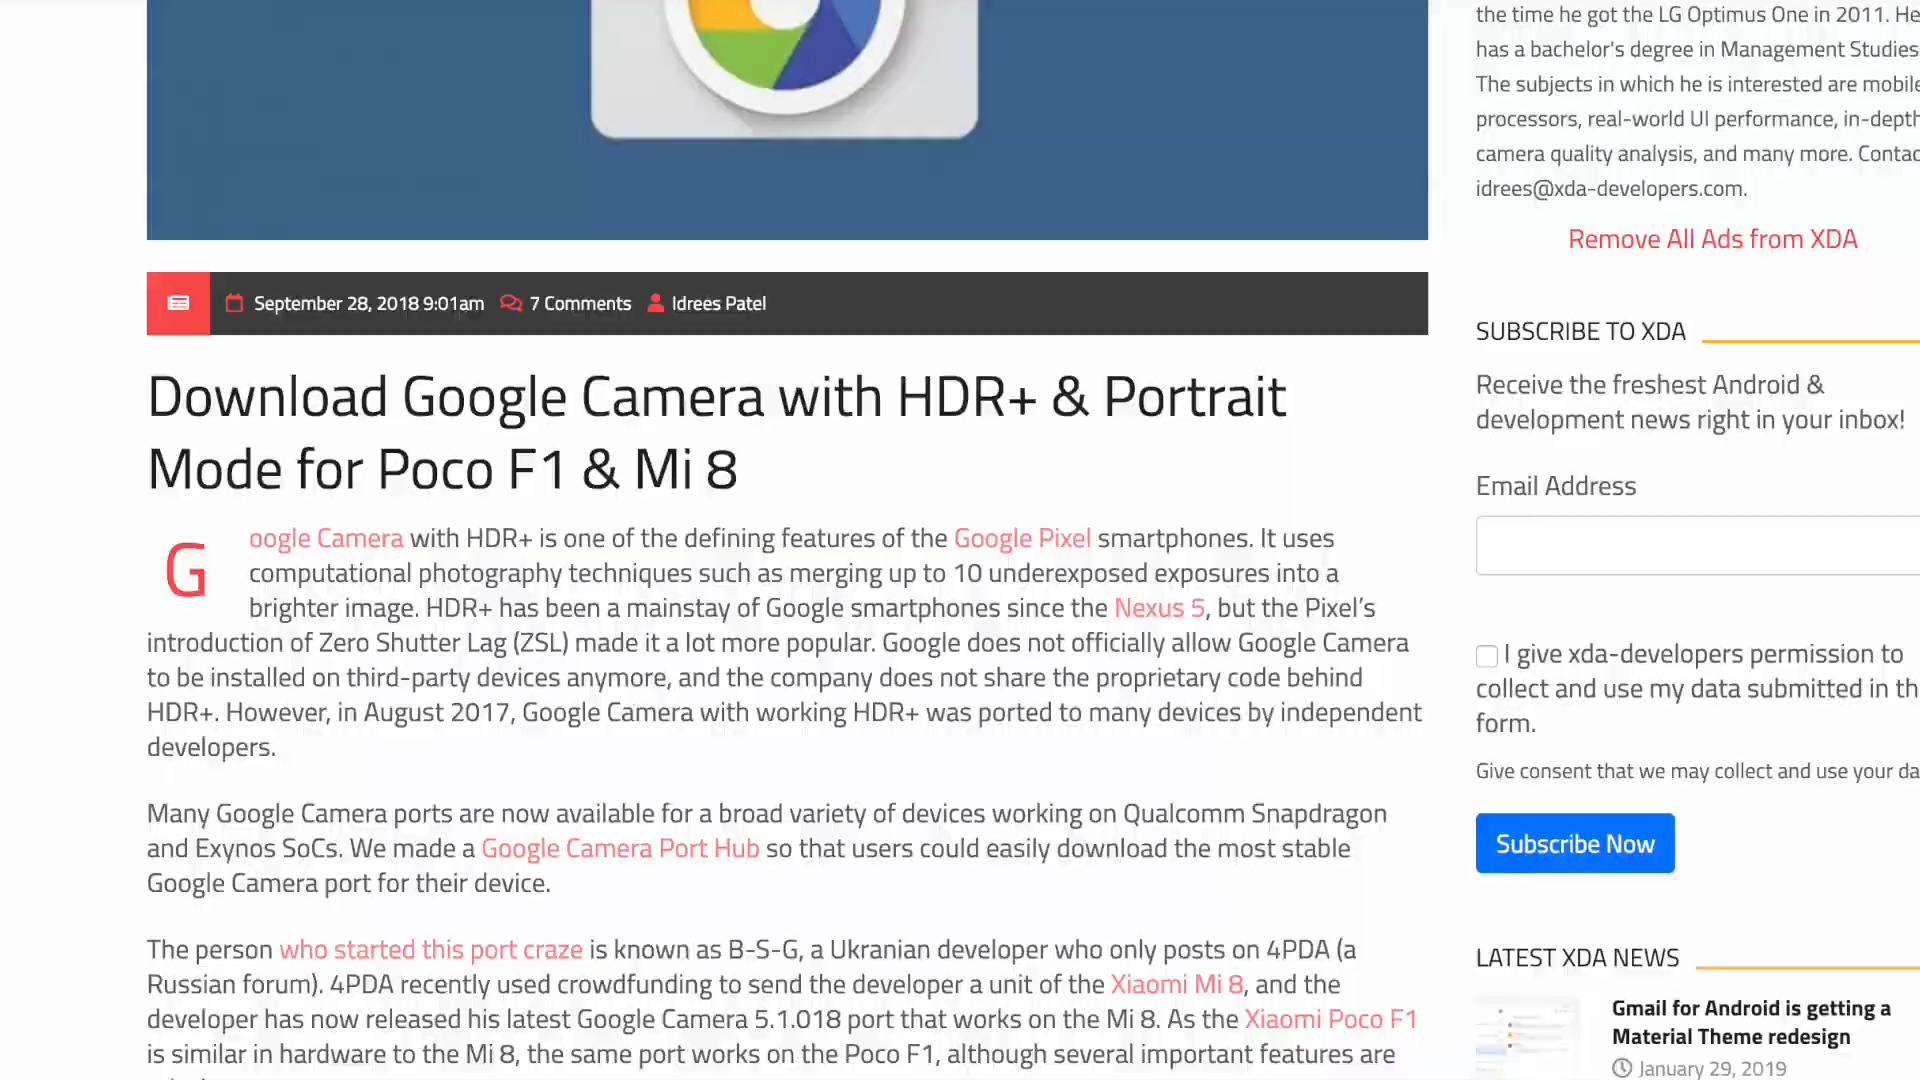 September 28, 2018 9:01am 7 Comments Idrees Patel
Download Google Camera with HDR+ & Portrait
Mode for Poco F1 & Mi 8
Google Camera with HDR+ is one of the defining features of the Google Pixel smartphones. It uses
computational photography techniques such as merging up to 10 underexposed exposures into a
brighter image. HDR+ has been a mainstay of Google smartphones since the Nexus 5, but the Pixel’s
introduction of Zero Shutter Lag (ZSL) made it a lot more popular. Google does not officially allow Google Camera
to be installed on third-party devices anymore, and the company does not share the proprietary code behind
HDR+. However, in August 2017, Google Camera with working HDR+ was ported to many devices by independent
developers.
Many Google Camera ports are now available for a broad variety of devices working on Qualcomm Snapdragon
and Exynos SoCs. We made a Google Camera Port Hub so that users could easily download the most stable
Google Camera port for their device.
The person who started this port craze is known as B-S-G, a Ukranian developer who only posts on 4PDA (a
Russian forum). 4PDA recently used crowdfunding to send the developer a unit of the Xiaomi Mi 8, and the
developer has now released his latest Google Camera 5.1.018 port that works on the Mi 8. As the Xiaomi Poco F1
is similar in hardware to the Mi 8, the same port works on the Poco F1, although several important features are
the time he got the LG Optimus One in 2011. He
has a bachelor's degree in Management Studies.
The subjects in which he is interested are mobile
processors, real-world UI performance, in-depth
camera quality analysis, and many more. Contac
idrees@xda-developers.com.
Remove All Ads from XDA
SUBSCRIBE TO XDA
Receive the freshest Android &
development news right in your inbox!
Email Address
I give xda-developers permission to
collect and use my data submitted in th
form.
Give consent that we may collect and use your da
Subscribe Now
LATEST XDA NEWS
Gmail for Android is getting a
Material Theme redesign
January 29, 2019